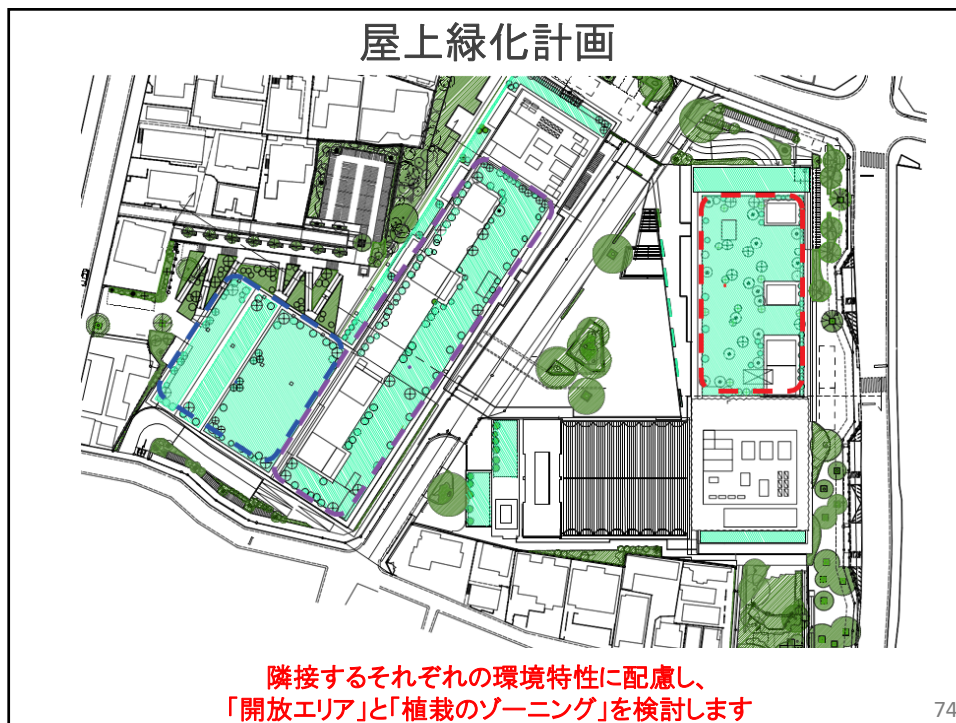 屋上緑化計画
隣接するそれぞれの環境特性に配慮し、
「開放エリア」と「植栽のゾーニング」を検討します
74